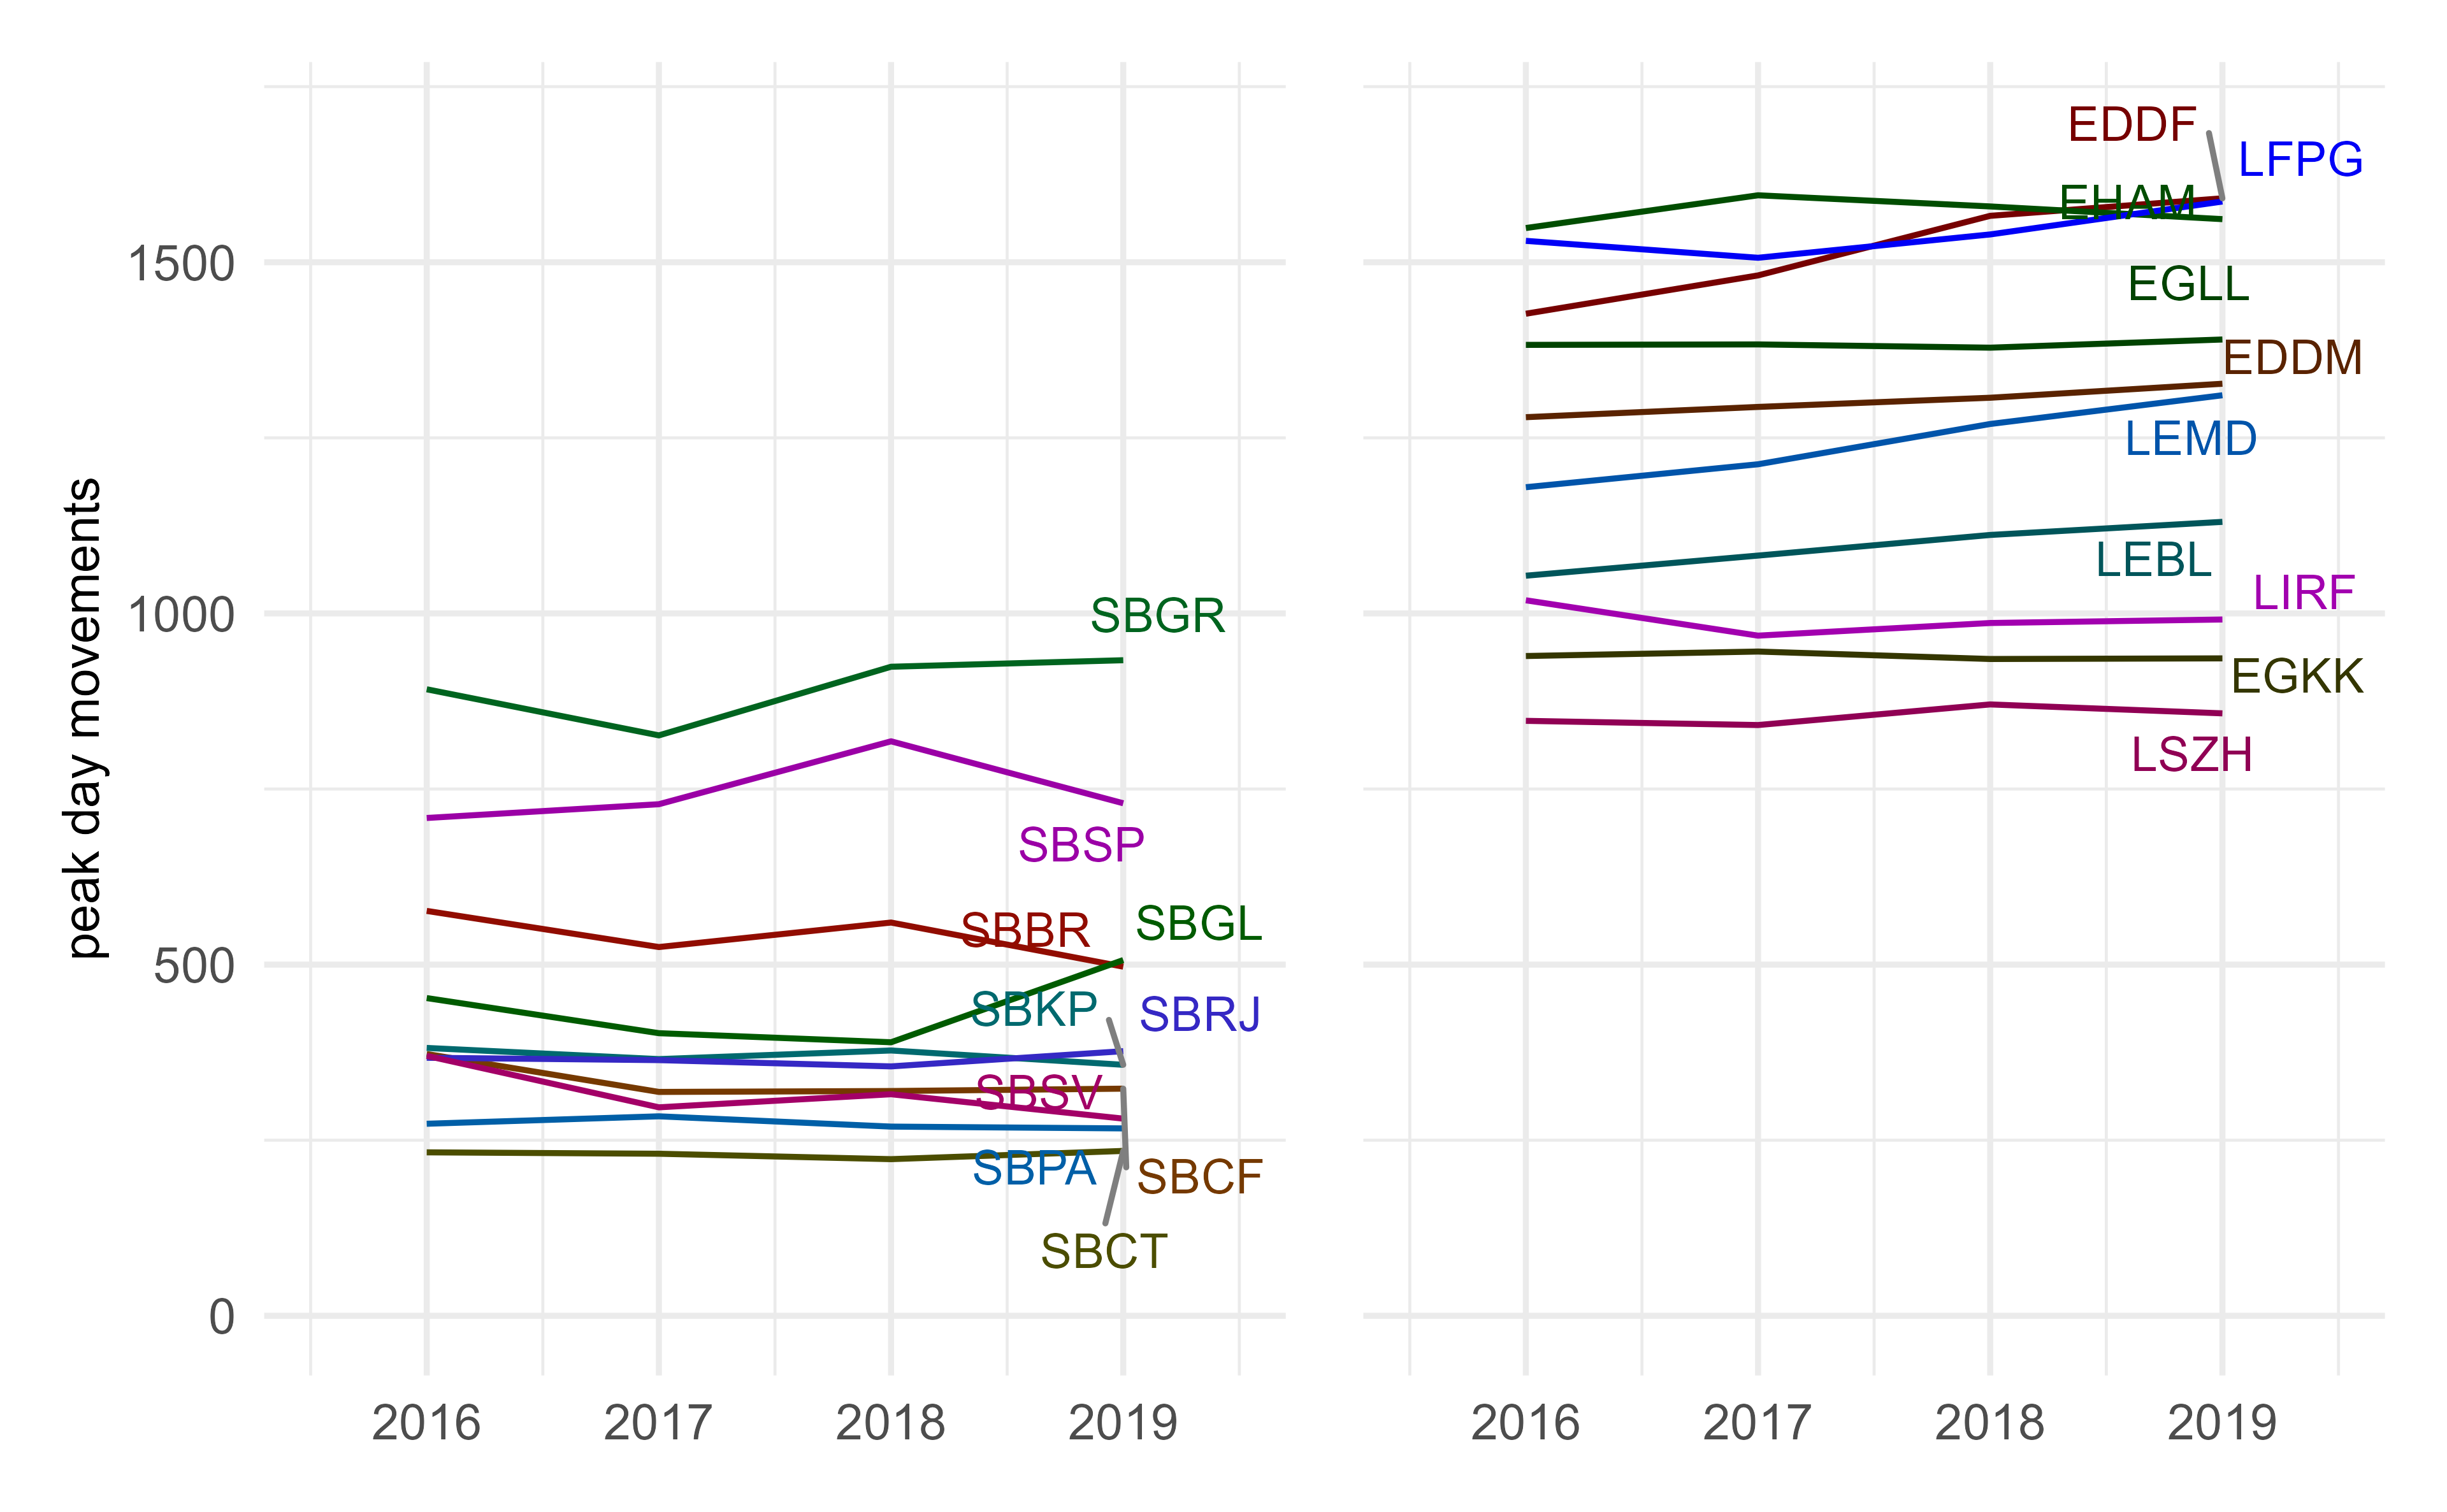 peak day movements
1500
1000
500
0
SBGR
SBSP
SBBR
SBGL
SBKP
SBRJ
SBSV
SBPA
SBCF
SBCT
2016 2017 2018 2019
EDDF
LFPG
EHAM
EGLL
EDDM
LEMD
LEBL
LIRF
EGKK
LSZH
2016 2017 2018 2019